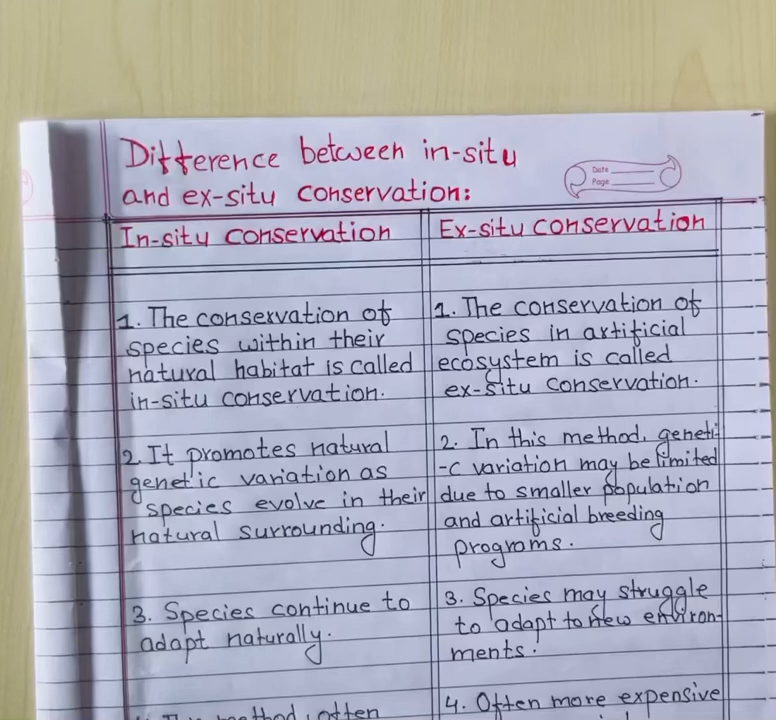 Difference between in-situ
and ex-situ conservation:
Date
Page
In-situ conservation
Ex-situ conservation
1. The conservation of
species within their
natural habitat is called
in-situ conservation.
1. The conservation of
species in artificial
ecosystem is called
ex-situ conservation.
2. It promotes natural
genetic variation as
species evolve in their
natural surrounding.
2. In this method, geneti-
-c variation may be limited
due to smaller population
and artificial breeding
programs.
3. Species continue to
adapt naturally.
3. Species may struggle
to adapt to new environ-
ments.
method, often
4. Often more expensive